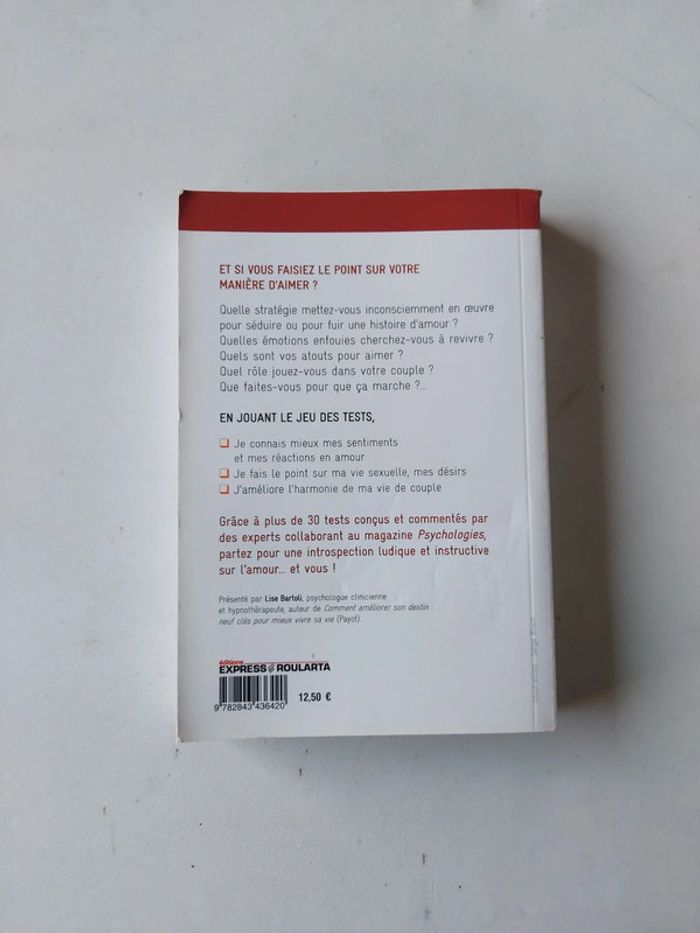 ET SI VOUS FAISIEZ LE POINT SUR VOTRE
MANIÈRE D'AIMER ?
Quelle stratégie mettez-vous inconsciemment en œuvre
pour séduire ou pour fuir une histoire d'amour ?
Quelles émotions enfouies cherchez-vous à revivre ?
Quels sont vos atouts pour aimer ?
Quel rôle jouez-vous dans votre couple ?
Que faites-vous pour que ça marche ?...
EN JOUANT LE JEU DES TESTS,
Je connais mieux mes sentiments
et mes réactions en amour
Je fais le point sur ma vie sexuelle, mes désirs
J'améliore l'harmonie de ma vie de couple
Grâce à plus de 30 tests conçus et commentés par
des experts collaborant au magazine Psychologies,
partez pour une introspection ludique et instructive
sur l'amour... et vous !
Présenté par Lise Bartoli, psychologue clinicienne
et hypnothérapeute, auteur de Comment améliorer son destin :
neuf clés pour mieux vivre sa vie (Payot).
éditions
EXPRESS ROULARTA
12,50 €
9 782843 436420